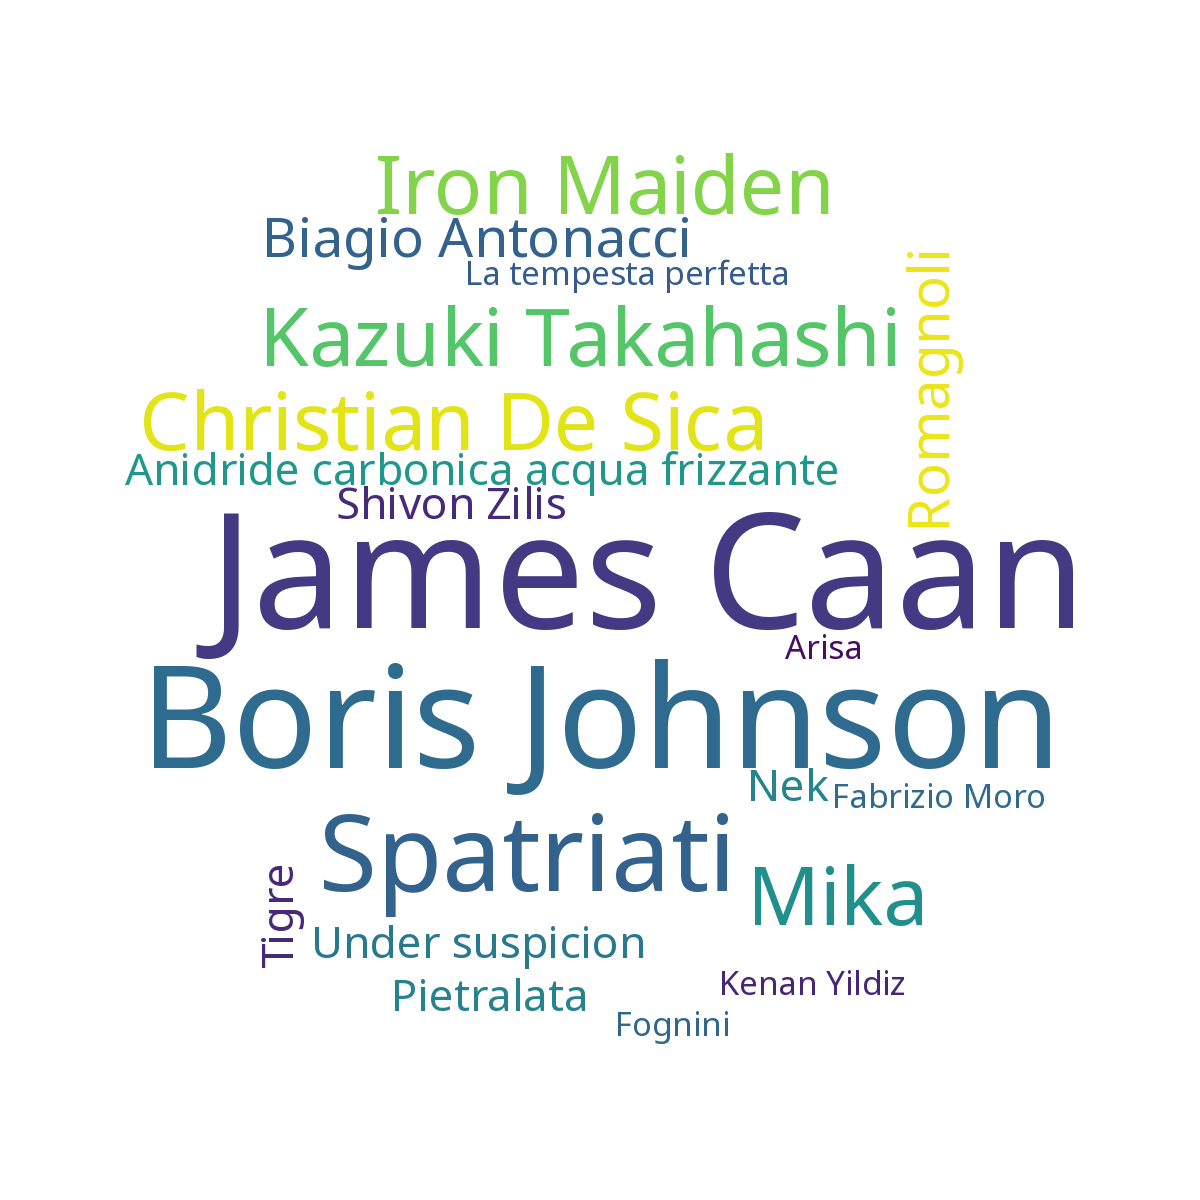 Iron Maiden
Biagio Antonacci
La tempesta perfetta
Romagnoli
Kazuki Takahashi
Christian De Sica
Anidride carbonica acqua frizzante
Shivon Zilis
James Caan
Arisa
Boris Johnson
Nek
Fabrizio Moro
Spatriati
Mika
Tigre
Under suspicion
Pietralata
Kenan Yildiz
Fognini